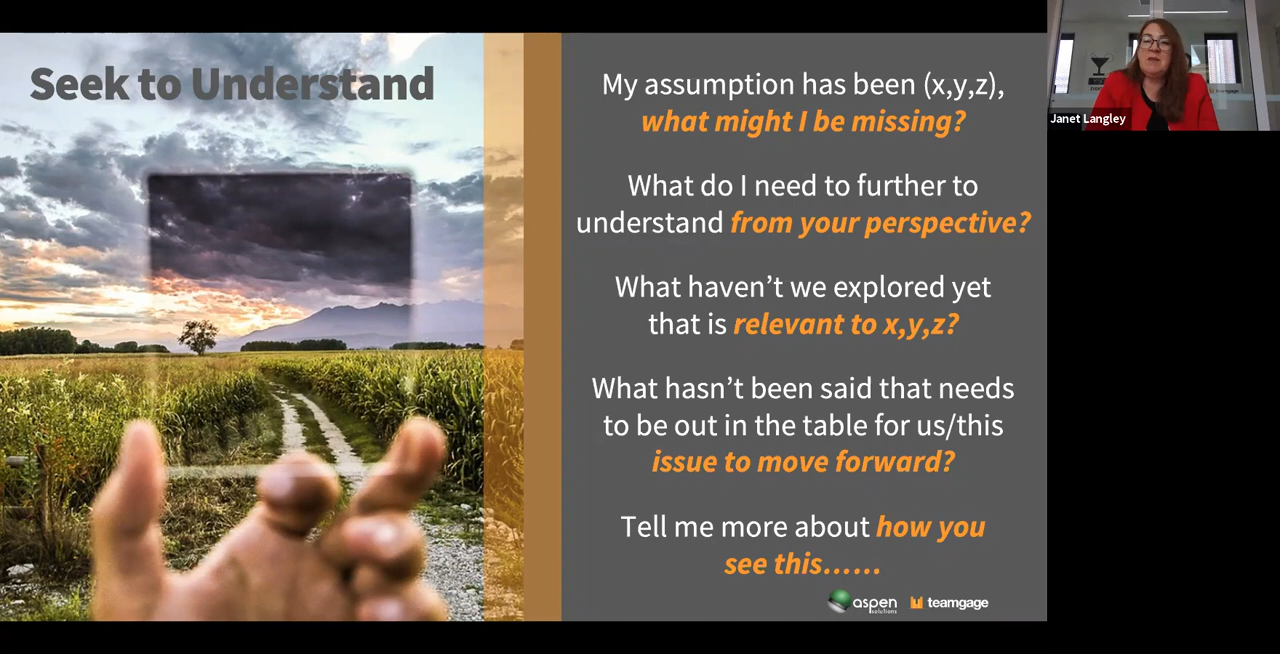 Seek to Understand
My assumption has been (x,y,z),
what might I be missing?
What do I need to further to
understand from your perspective?
What haven't we explored yet
that is relevant to x,y,z?
What hasn't been said that needs
to be out in the table for us/this
issue to move forward?
Tell me more about how you
see this......
aspen
solutions
teamgage
Janet Langley